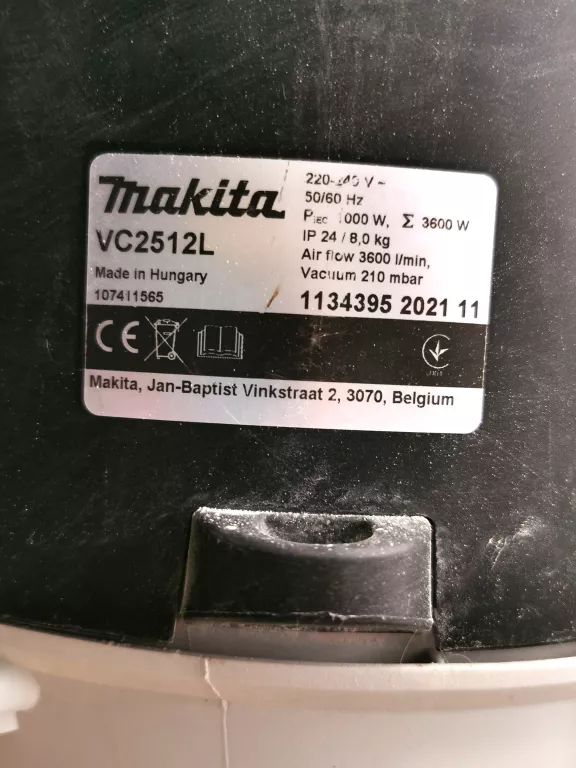 makita
VC2512L
Made in Hungary
107411565
220-240 V ~
50/60 Hz
PIEC 1000 W, Σ 3600 W
IP 24 / 8,0 kg
Air flow 3600 l/min,
Vacuum 210 mbar
1134395 2021 11
CE
Makita, Jan-Baptist Vinkstraat 2, 3070, Belgium